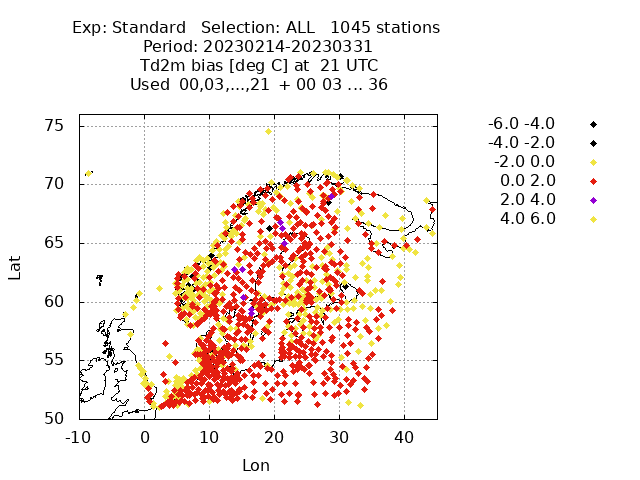 Exp: Standard   Selection: ALL   1045 stations
Period: 20230214-20230331
Td2m bias [deg C] at  21 UTC
Used  00,03,...,21  + 00 03 ... 36
-6.0 -4.0
-4.0 -2.0
-2.0 0.0
0.0 2.0
2.0 4.0
4.0 6.0
75
70
65
60
55
50
Lat
-10 0 10 20 30 40
Lon